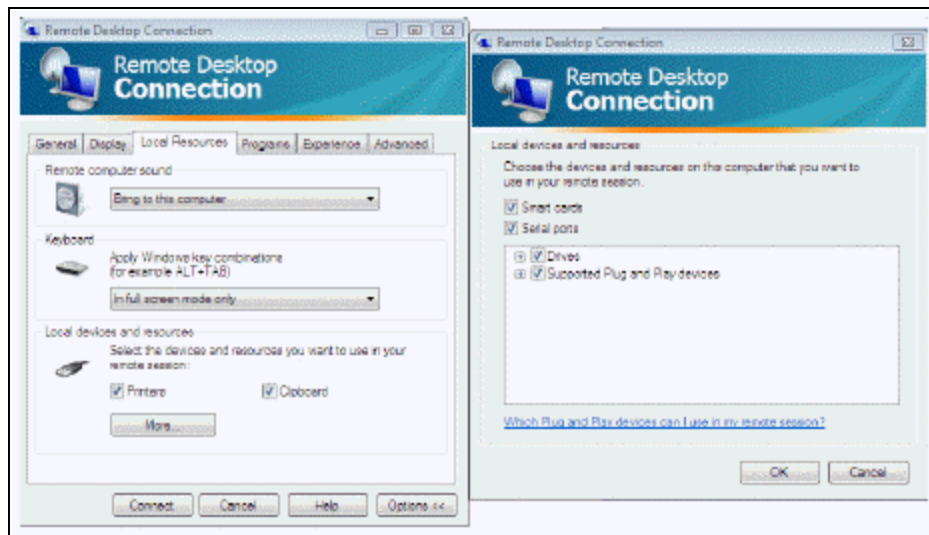 Remote Desktop Connection
Remote Desktop
Connection
General Display Local Resources Programs Experience Advanced
Remote computer sound
Bring to this computer
Keyboard
Apply Windows key combinations
(for example ALT+TAB)
In full screen mode only
Local devices and resources
Select the devices and resources you want to use in your
remote session:
Printers Clipboard
More...
Connect Cancel Help Options <<
Remote Desktop Connection
Remote Desktop
Connection
Local devices and resources
Choose the devices and resources on this computer that you want to
use in your remote session.
Smart cards
Serial ports
Drives
Supported Plug and Play devices
Which Plug and Play devices can I use in my remote session?
OK Cancel